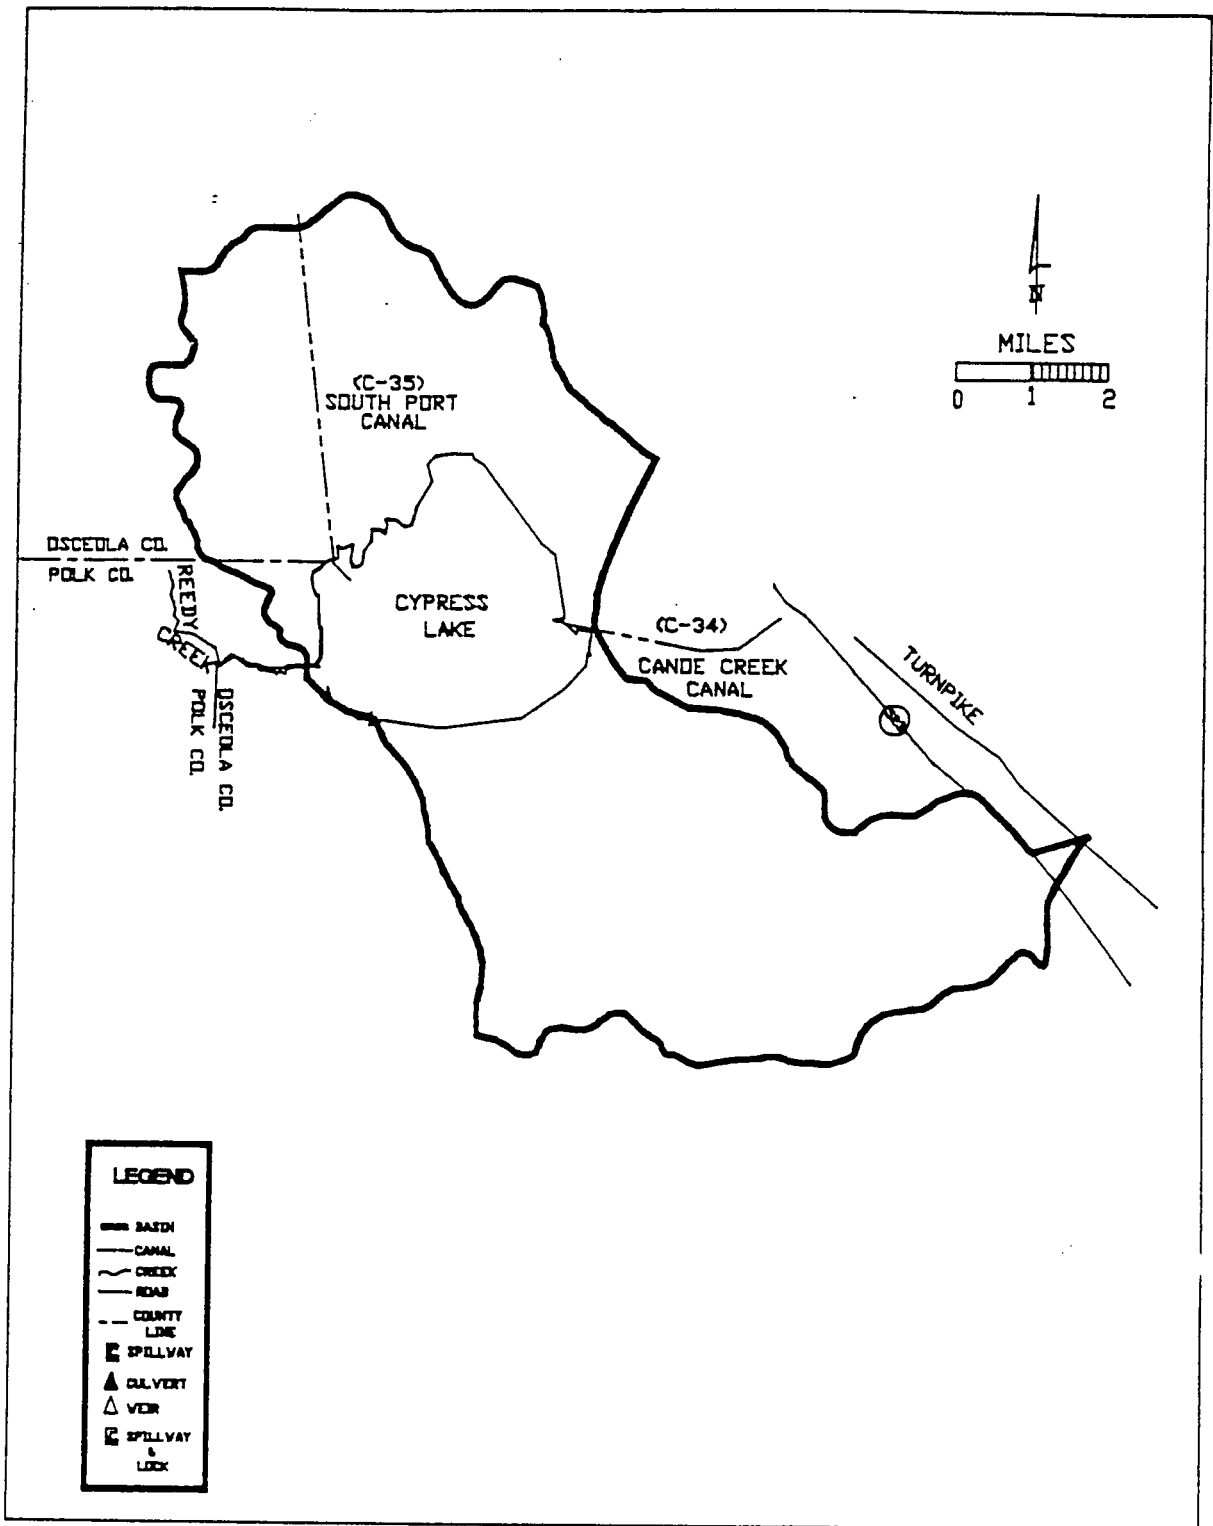 N
MILES
0 1 2
(C-35)
SOUTH PORT
CANAL
OSCEOLA CO.
POLK CO.
REEDY
CREEK
CYPRESS
LAKE
(C-34)
CANOE CREEK
CANAL
TURNPIKE
POLK CO.
OSCEOLA CO.
LEGEND
BASIN
CANAL
CREEK
ROAD
COUNTY
LINE
SPILLWAY
CULVERT
WEIR
SPILLWAY
&
LOCK